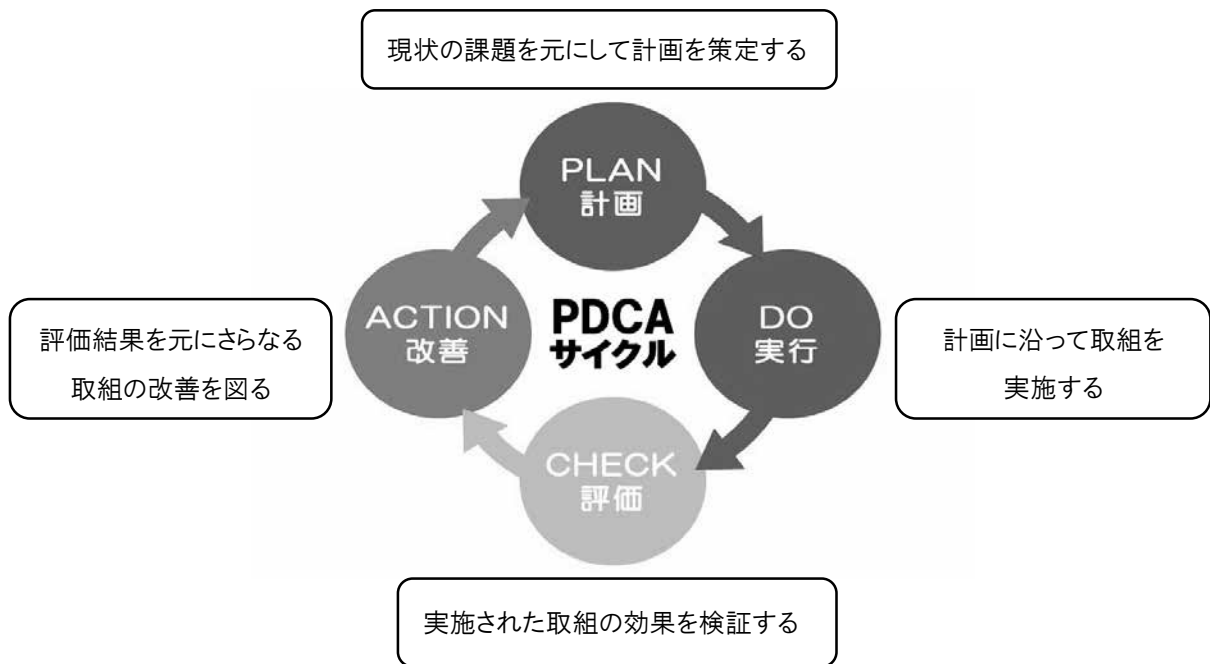 現状の課題を元にして計画を策定する
PLAN
計画
評価結果を元にさらなる
取組の改善を図る
ACTION
改善
PDCA
サイクル
DO
実行
計画に沿って取組を
実施する
CHECK
評価
実施された取組の効果を検証する